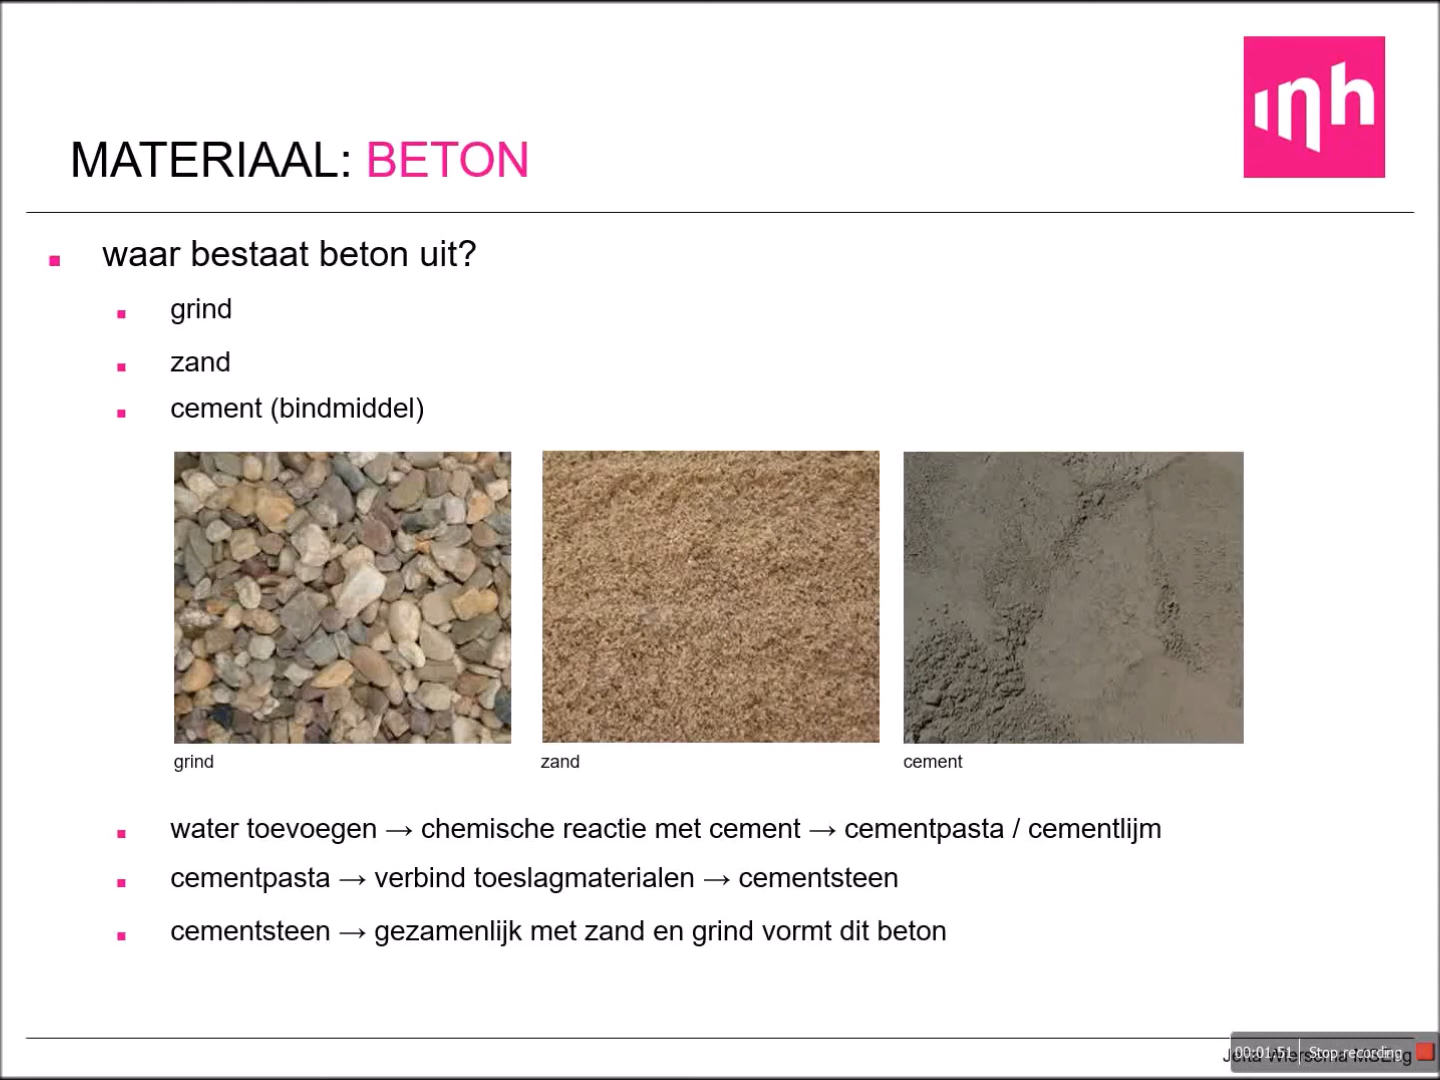 inh
MATERIAAL: BETON
waar bestaat beton uit?
grind
zand
cement (bindmiddel)
grind
zand
cement
water toevoegen → chemische reactie met cement → cementpasta / cementlijm
cementpasta → verbind toeslagmaterialen → cementsteen
cementsteen → gezamenlijk met zand en grind vormt dit beton
00:01:51 Stop recording